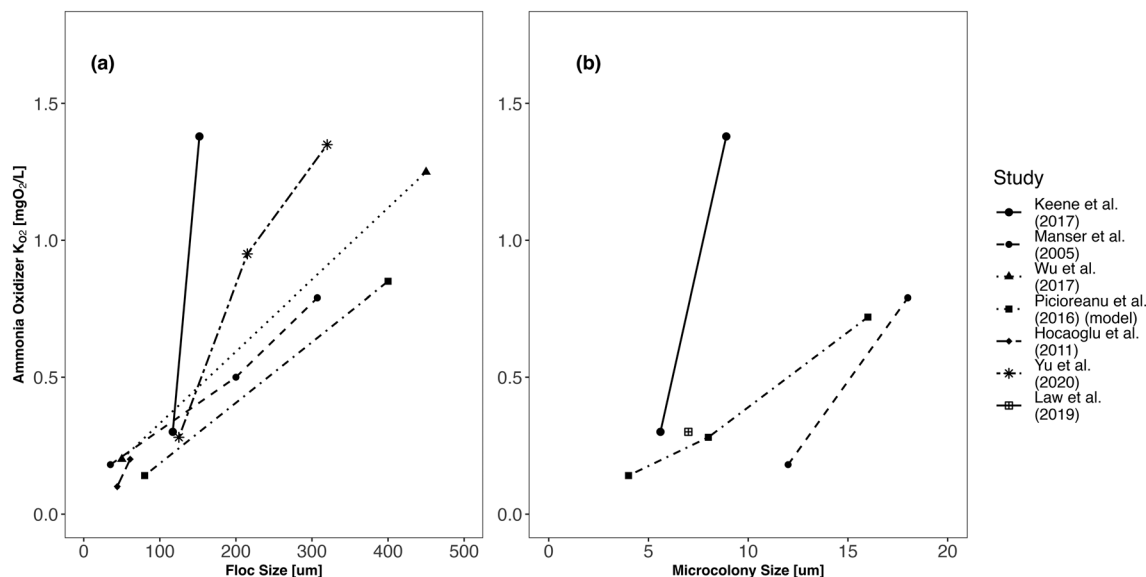 (a)
(b)
1.5
1.0
0.5
0.0
Ammonia Oxidizer K_O2 [mgO2/L]
0
100
200
300
400
500
Floc Size [um]
0
5
10
15
20
Microcolony Size [um]
Study
Keene et al.
(2017)
Manser et al.
(2005)
Wu et al.
(2017)
Picioreanu et al.
(2016) (model)
Hocaoglu et al.
(2011)
Yu et al.
(2020)
Law et al.
(2019)